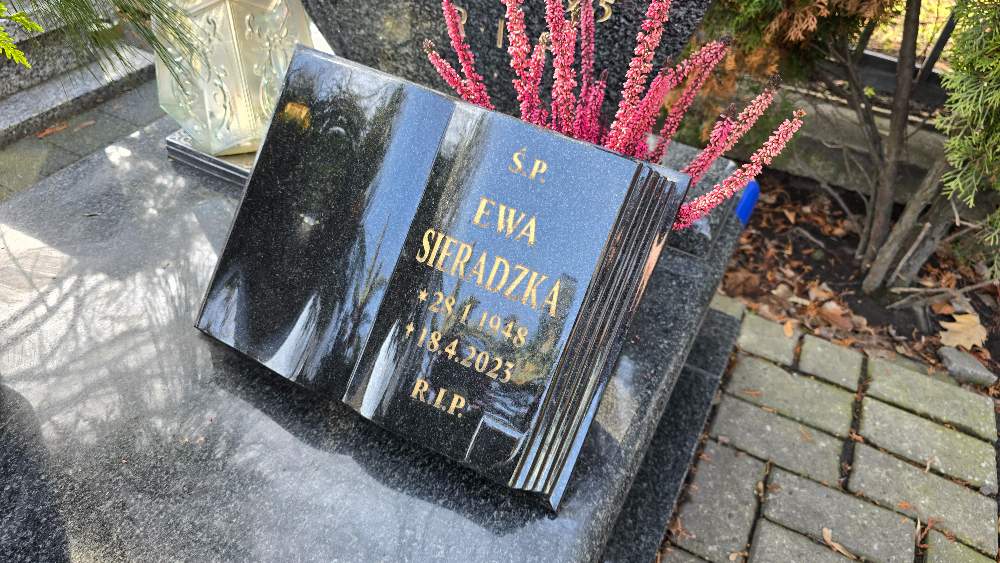 Ś.P.
EWA
SIERADZKA
*28.1.1948
†18.4.2023
R.I.P.